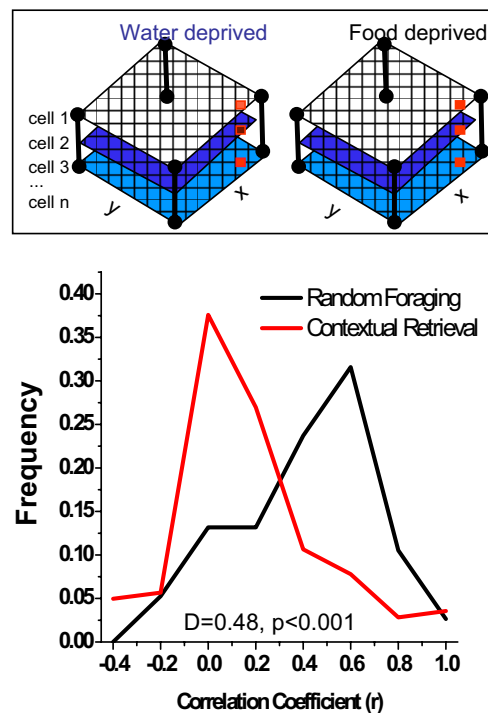 Water deprived
Food deprived
cell 1
cell 2
cell 3
...
cell n
y
x
y
x
Random Foraging
Contextual Retrieval
Frequency
0.40
0.35
0.30
0.25
0.20
0.15
0.10
0.05
0.00
D=0.48, p<0.001
-0.4 -0.2 0.0 0.2 0.4 0.6 0.8 1.0
Correlation Coefficient (r)